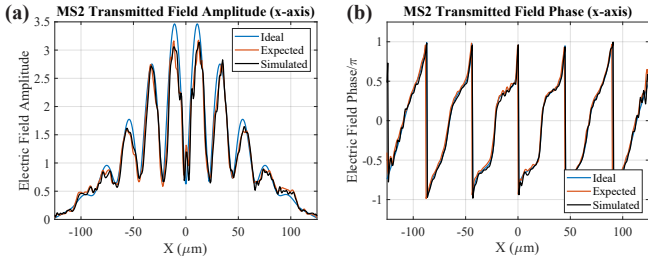 (a)
MS2 Transmitted Field Amplitude (x-axis)
Electric Field Amplitude
3.5
3
2.5
2
1.5
1
0.5
0
Ideal
Expected
Simulated
-100
-50
0
50
100
X (μm)
(b)
MS2 Transmitted Field Phase (x-axis)
Electric Field Phase/π
1
0.5
0
-0.5
-1
Ideal
Expected
Simulated
-100
-50
0
50
100
X (μm)